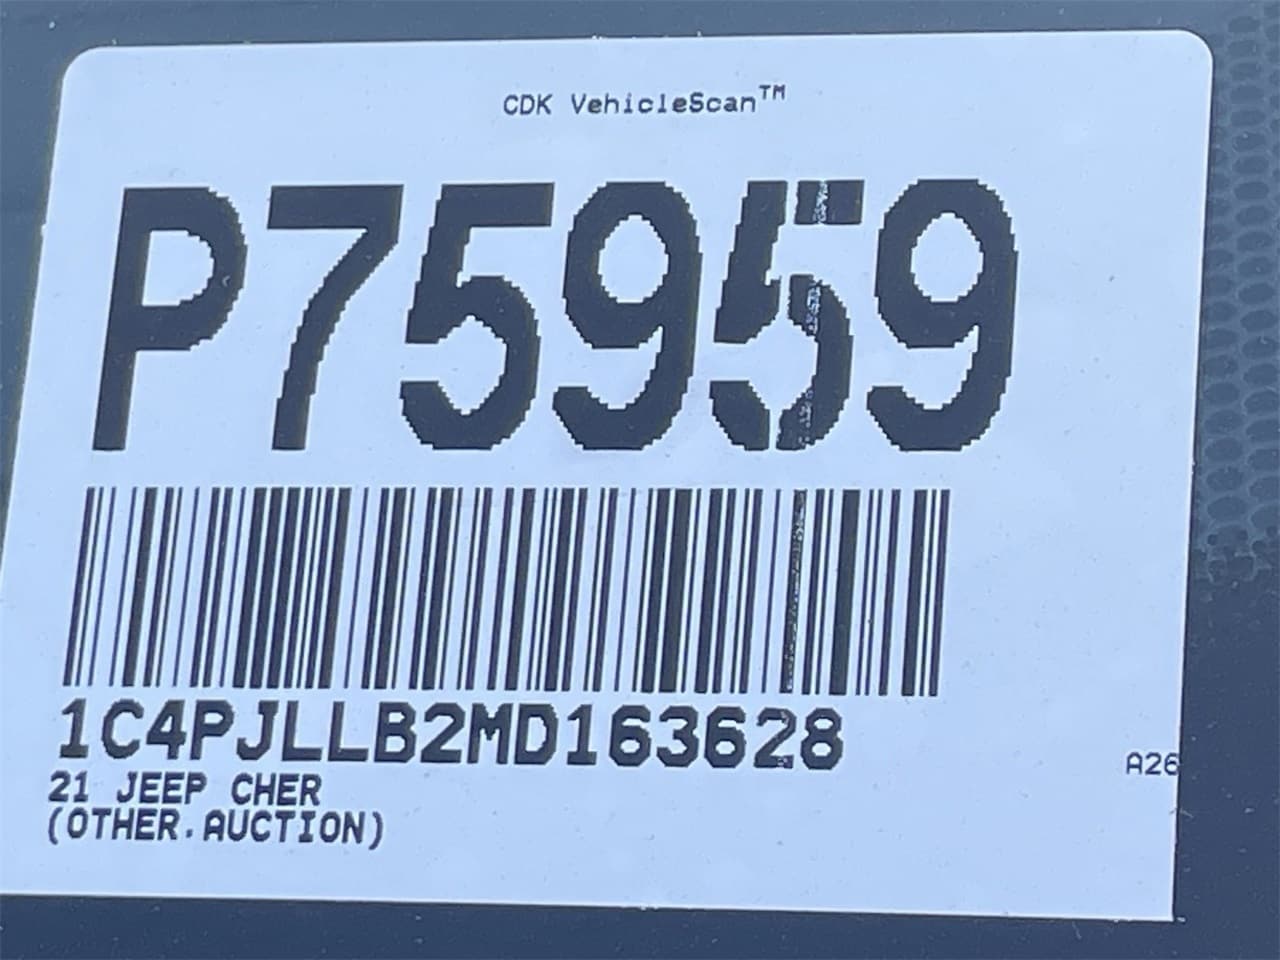 CDK VehicleScan™
P75959
1C4PJLLB2MD163628
21 JEEP CHER
(OTHER.AUCTION)
A26